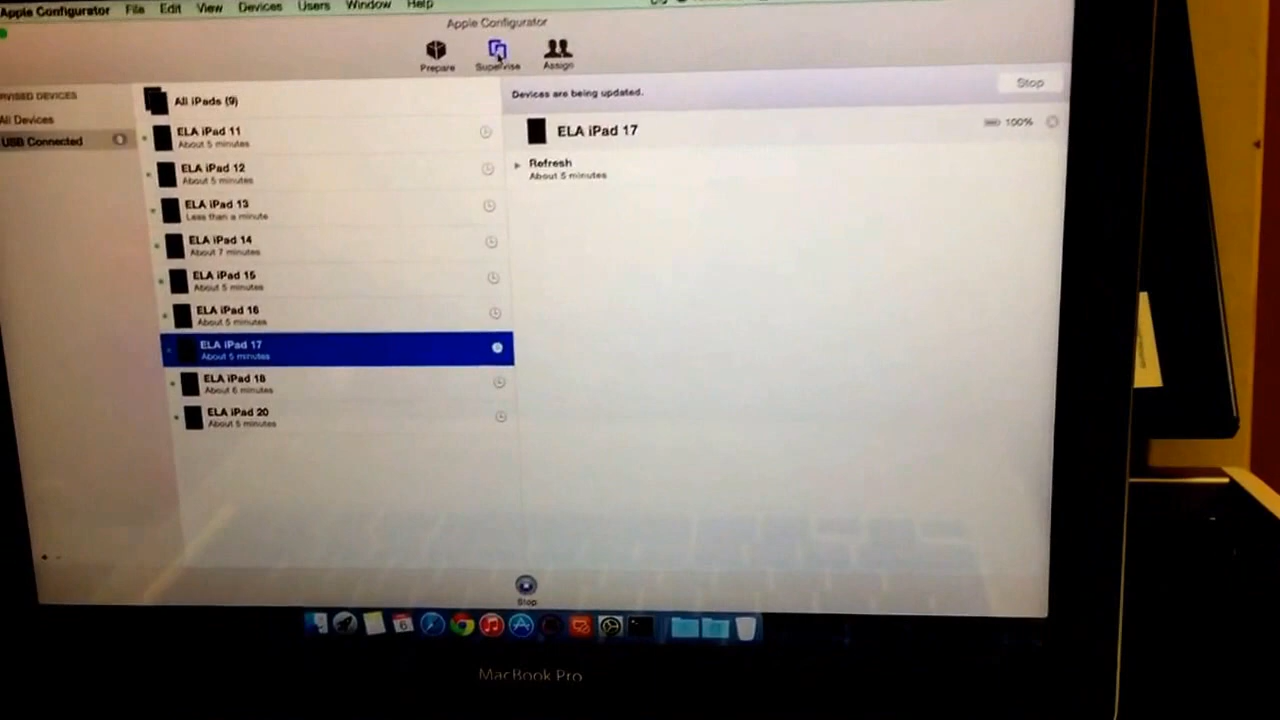 Apple Configurator File Edit View Devices Users Window Help
Apple Configurator
Prepare Supervise Assign
RVISED DEVICES
All Devices
USB Connected
All iPads (9)
ELA iPad 11
About 5 minutes
ELA iPad 12
About 5 minutes
ELA iPad 13
Less than a minute
ELA iPad 14
About 7 minutes
ELA iPad 15
About 5 minutes
ELA iPad 16
About 5 minutes
ELA iPad 17
About 5 minutes
ELA iPad 18
About 6 minutes
ELA iPad 20
About 5 minutes
Devices are being updated.
Stop
ELA iPad 17
100%
Refresh
About 5 minutes
Stop
6
MacBook Pro